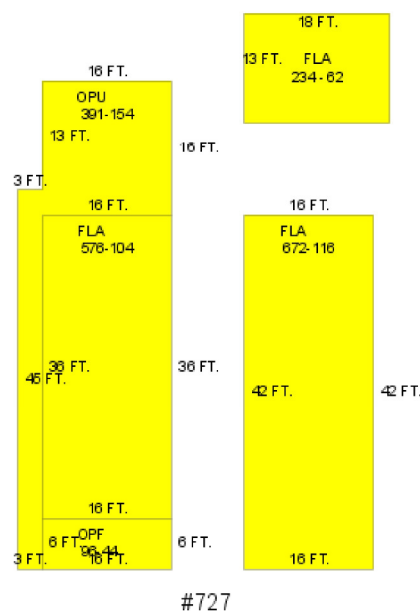 18 FT.
13 FT. FLA
234-62
16 FT.
OPU
391-154
13 FT.
16 FT.
3 FT.
16 FT.
FLA
576-104
16 FT.
FLA
672-116
36 FT.
45 FT.
36 FT.
42 FT.
42 FT.
16 FT.
OPF
96-44
6 FT.
6 FT.
3 FT.
16 FT.
16 FT.
#727